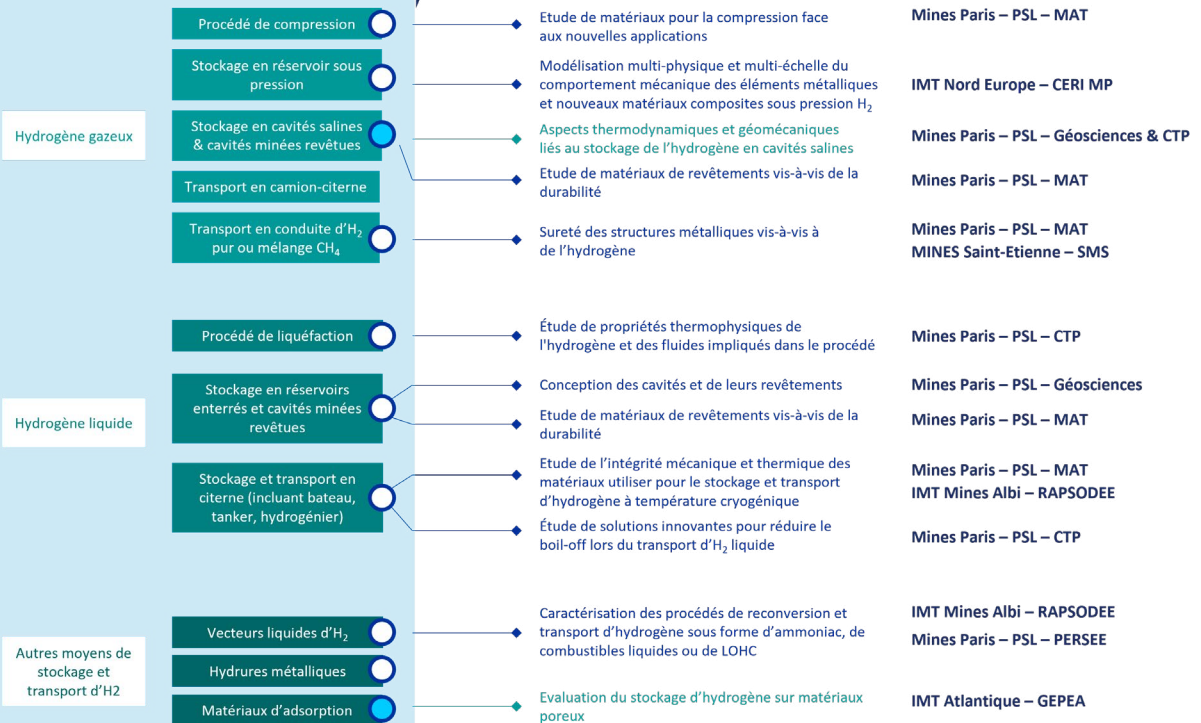 Procédé de compression
Etude de matériaux pour la compression face
aux nouvelles applications
Mines Paris – PSL – MAT
Stockage en réservoir sous
pression
Modélisation multi-physique et multi-échelle du
comportement mécanique des éléments métalliques
et nouveaux matériaux composites sous pression H₂
IMT Nord Europe – CERI MP
Hydrogène gazeux
Stockage en cavités salines
& cavités minées revêtues
Aspects thermodynamiques et géomécaniques
liés au stockage de l’hydrogène en cavités salines
Mines Paris – PSL – Géosciences & CTP
Etude de matériaux de revêtements vis-à-vis de la
durabilité
Mines Paris – PSL – MAT
Transport en camion-citerne
Transport en conduite d’H₂
pur ou mélange CH₄
Sureté des structures métalliques vis-à-vis à
de l’hydrogène
Mines Paris – PSL – MAT
MINES Saint-Etienne – SMS
Procédé de liquéfaction
Étude de propriétés thermophysiques de
l'hydrogène et des fluides impliqués dans le procédé
Mines Paris – PSL – CTP
Hydrogène liquide
Stockage en réservoirs
enterrés et cavités minées
revêtues
Conception des cavités et de leurs revêtements
Mines Paris – PSL – Géosciences
Etude de matériaux de revêtements vis-à-vis de la
durabilité
Mines Paris – PSL – MAT
Stockage et transport en
citerne (incluant bateau,
tanker, hydrogénier)
Etude de l’intégrité mécanique et thermique des
matériaux utiliser pour le stockage et transport
d’hydrogène à température cryogénique
Mines Paris – PSL – MAT
IMT Mines Albi – RAPSODEE
Étude de solutions innovantes pour réduire le
boil-off lors du transport d’H₂ liquide
Mines Paris – PSL – CTP
Autres moyens de
stockage et
transport d’H2
Vecteurs liquides d’H₂
Caractérisation des procédés de reconversion et
transport d’hydrogène sous forme d’ammoniac, de
combustibles liquides ou de LOHC
IMT Mines Albi – RAPSODEE
Mines Paris – PSL – PERSEE
Hydrures métalliques
Matériaux d’adsorption
Evaluation du stockage d’hydrogène sur matériaux
poreux
IMT Atlantique – GEPEA